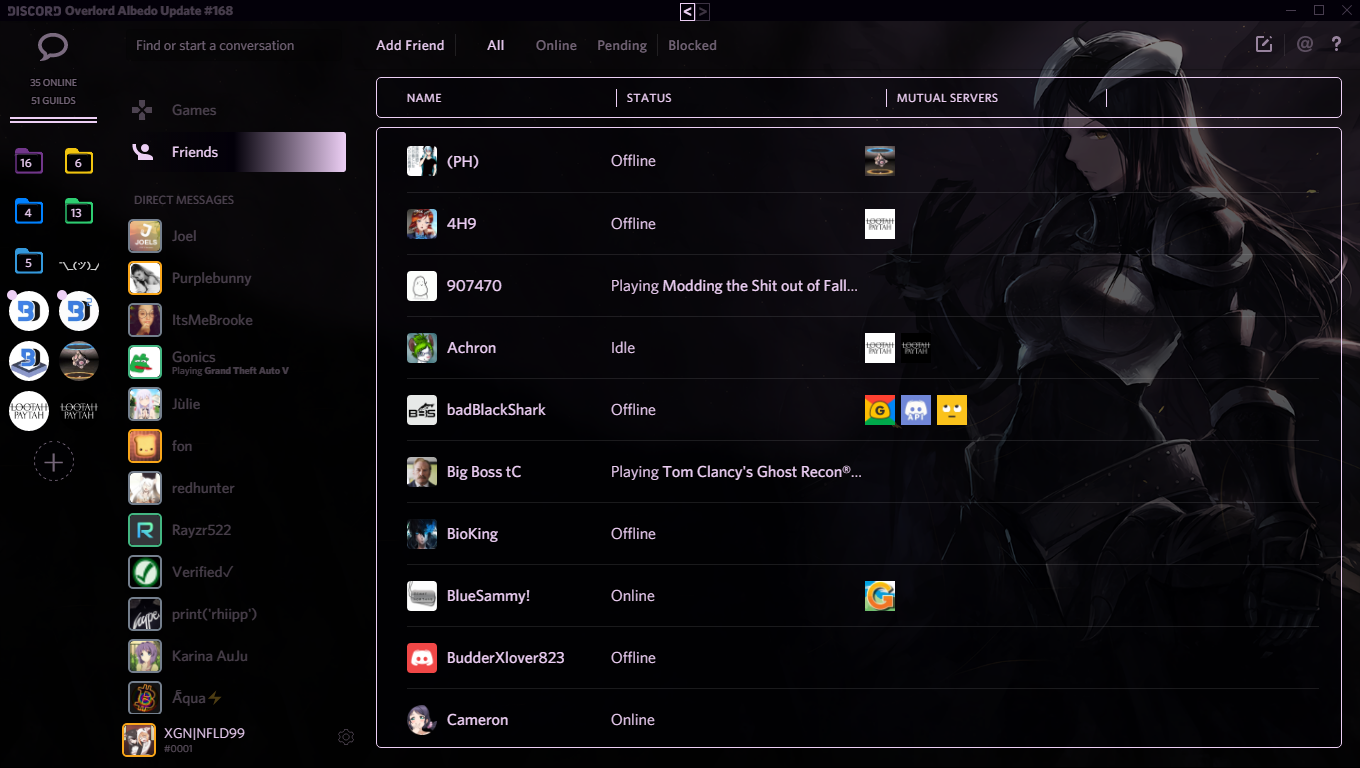 DISCORD Overlord Albedo Update #168
< >
35 ONLINE
51 GUILDS
16
6
4
13
5
¯\_(ツ)_/
LOOTAH
PAYTAH
LOOTAH
PAYTAH
Find or start a conversation
Games
Friends
DIRECT MESSAGES
JOELS
Joel
Purplebunny
ItsMeBrooke
Gonics
Playing Grand Theft Auto V
Jùlie
fon
redhunter
R
Rayzr522
Verified✓
hype
print('rhiipp')
Karina AuJu
Āqua⚡
XGN|NFLD99
#0001
Add Friend
All
Online
Pending
Blocked
@
?
NAME
STATUS
MUTUAL SERVERS
(PH)
Offline
4H9
Offline
LOOTAH
PAYTAH
907470
Playing Modding the Shit out of Fall...
Achron
Idle
LOOTAH
PAYTAH
LOOTAH
PAYTAH
badBlackShark
Offline
G
API
Big Boss tC
Playing Tom Clancy's Ghost Recon®...
BioKing
Offline
BlueSammy!
Online
G
BudderXlover823
Offline
Cameron
Online